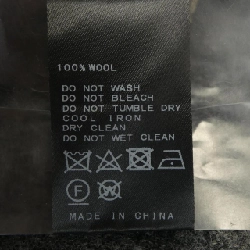 100% WOOL
DO NOT WASH
DO NOT BLEACH
DO NOT TUMBLE DRY
COOL IRON
DRY CLEAN
DO NOT WET CLEAN
F W
MADE IN CHINA